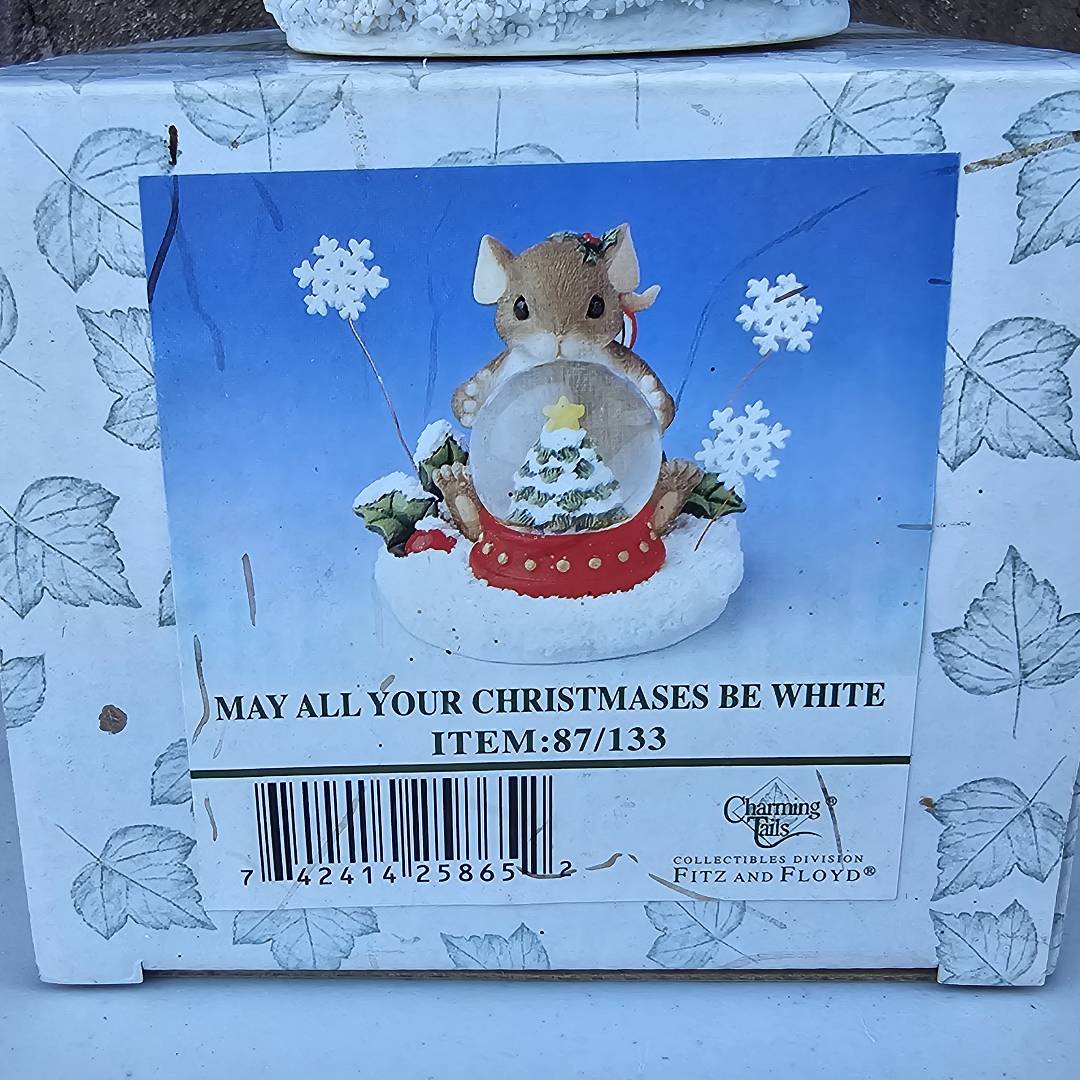 MAY ALL YOUR CHRISTMASES BE WHITE
ITEM:87/133
7 42414 25865 2
Charming ®
Tails
COLLECTIBLES DIVISION
FITZ AND FLOYD®